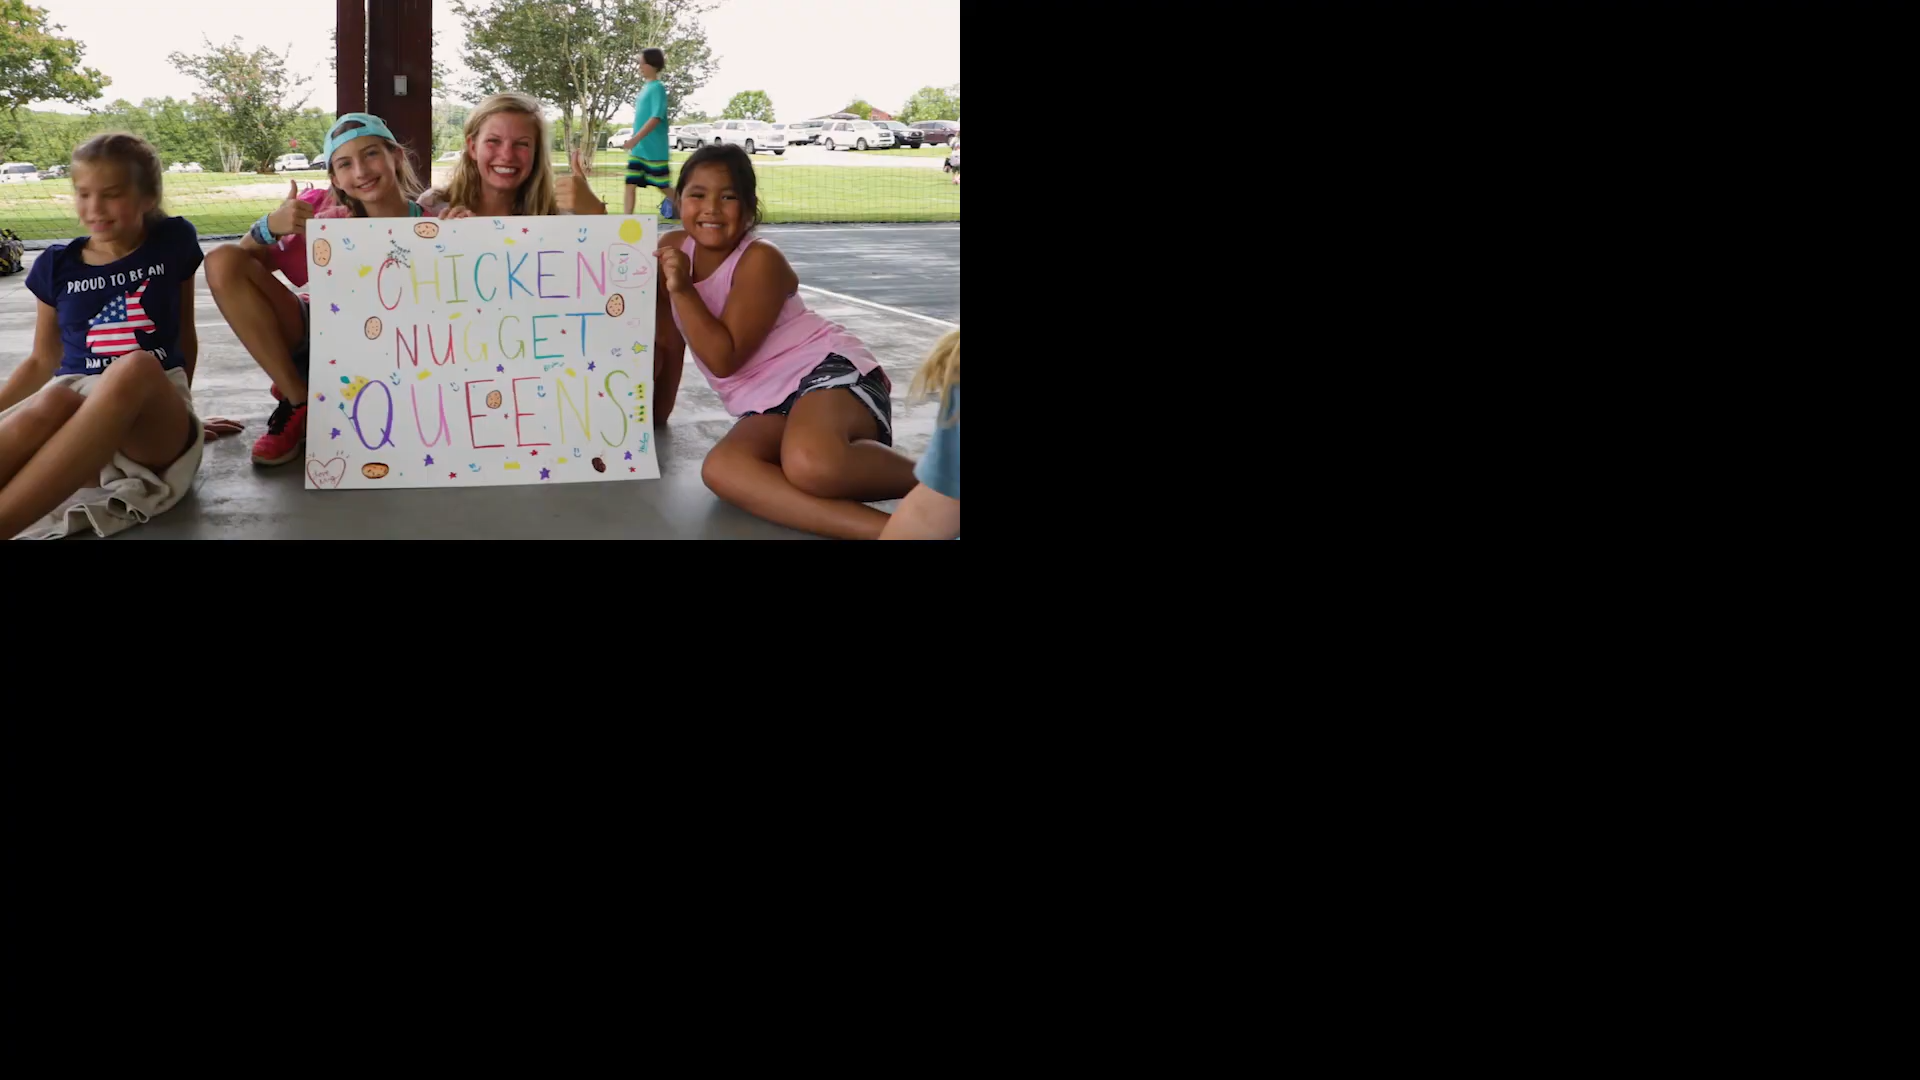 PROUD TO BE AN
CHICKEN
Lexi
NUGGET
QUEENS